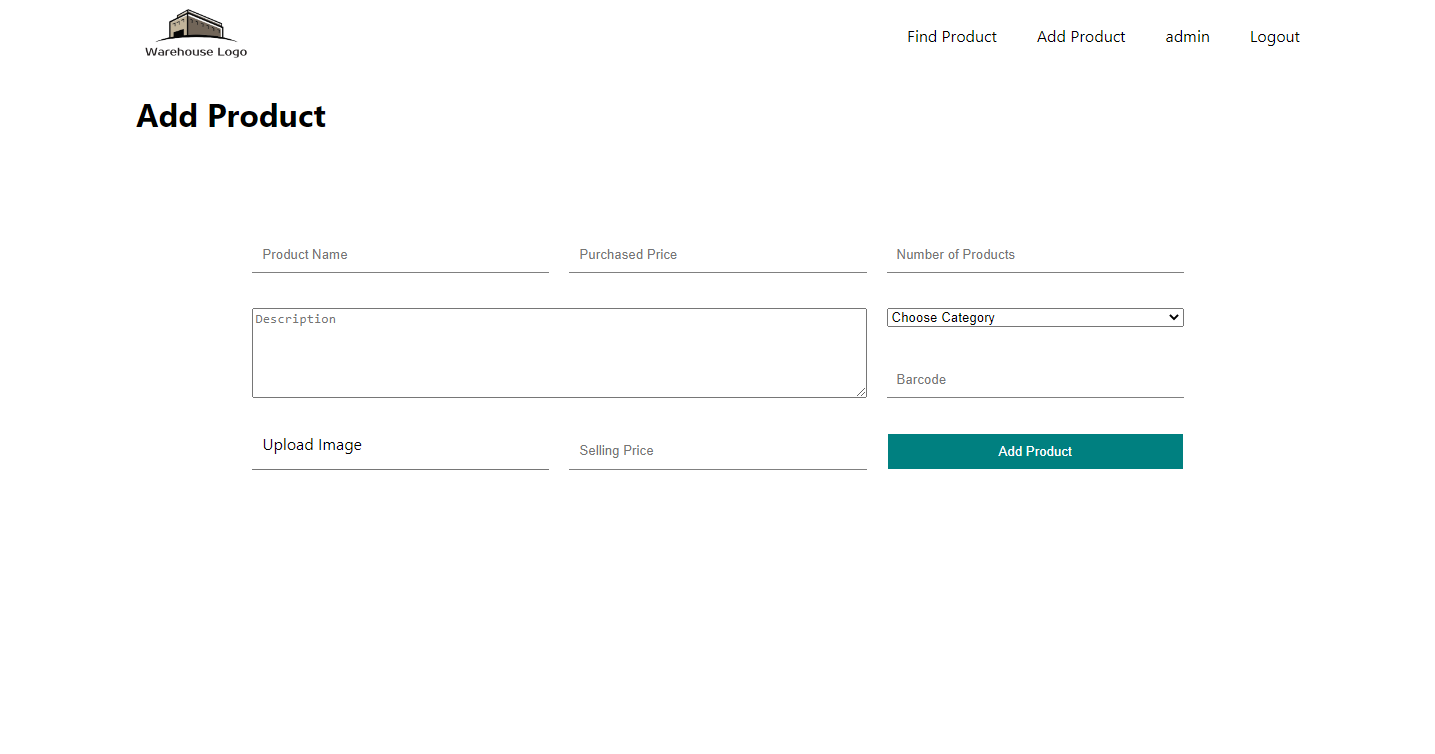 Warehouse Logo
Find Product Add Product admin Logout
Add Product
Product Name Purchased Price Number of Products
Description Choose Category
Barcode
Upload Image Selling Price Add Product